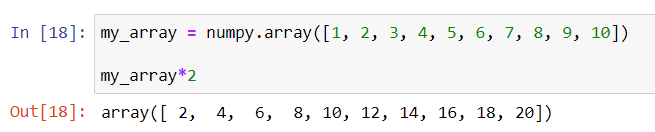 In [18]: my_array = numpy.array([1, 2, 3, 4, 5, 6, 7, 8, 9, 10])
my_array*2
Out[18]: array([ 2,  4,  6,  8, 10, 12, 14, 16, 18, 20])